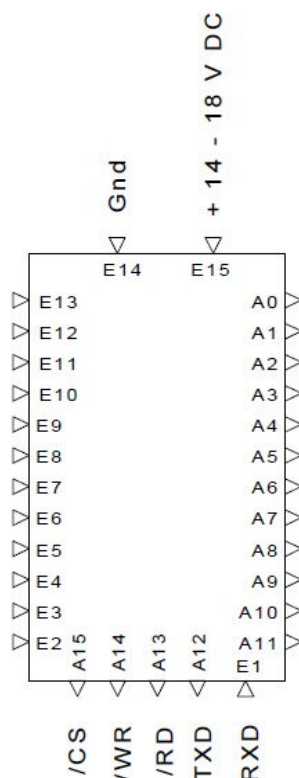 Gnd
+ 14 - 18 V DC
E14 E15
E13 A0
E12 A1
E11 A2
E10 A3
E9 A4
E8 A5
E7 A6
E6 A7
E5 A8
E4 A9
E3 A10
E2 A11
A15 A14 A13 A12 E1
/CS /WR /RD TXD RXD